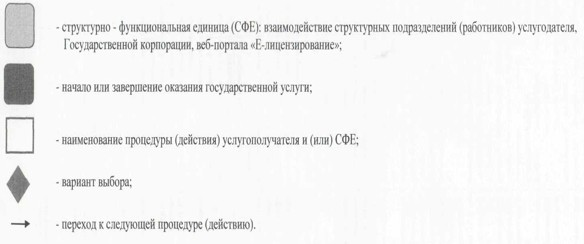 - структурно - функциональная единица (СФЕ): взаимодействие структурных подразделений (работников) услугодателя,
Государственной корпорации, веб-портала «Е-лицензирование»;
- начало или завершение оказания государственной услуги;
- наименование процедуры (действия) услугополучателя и (или) СФЕ;
- вариант выбора;
- переход к следующей процедуре (действию).